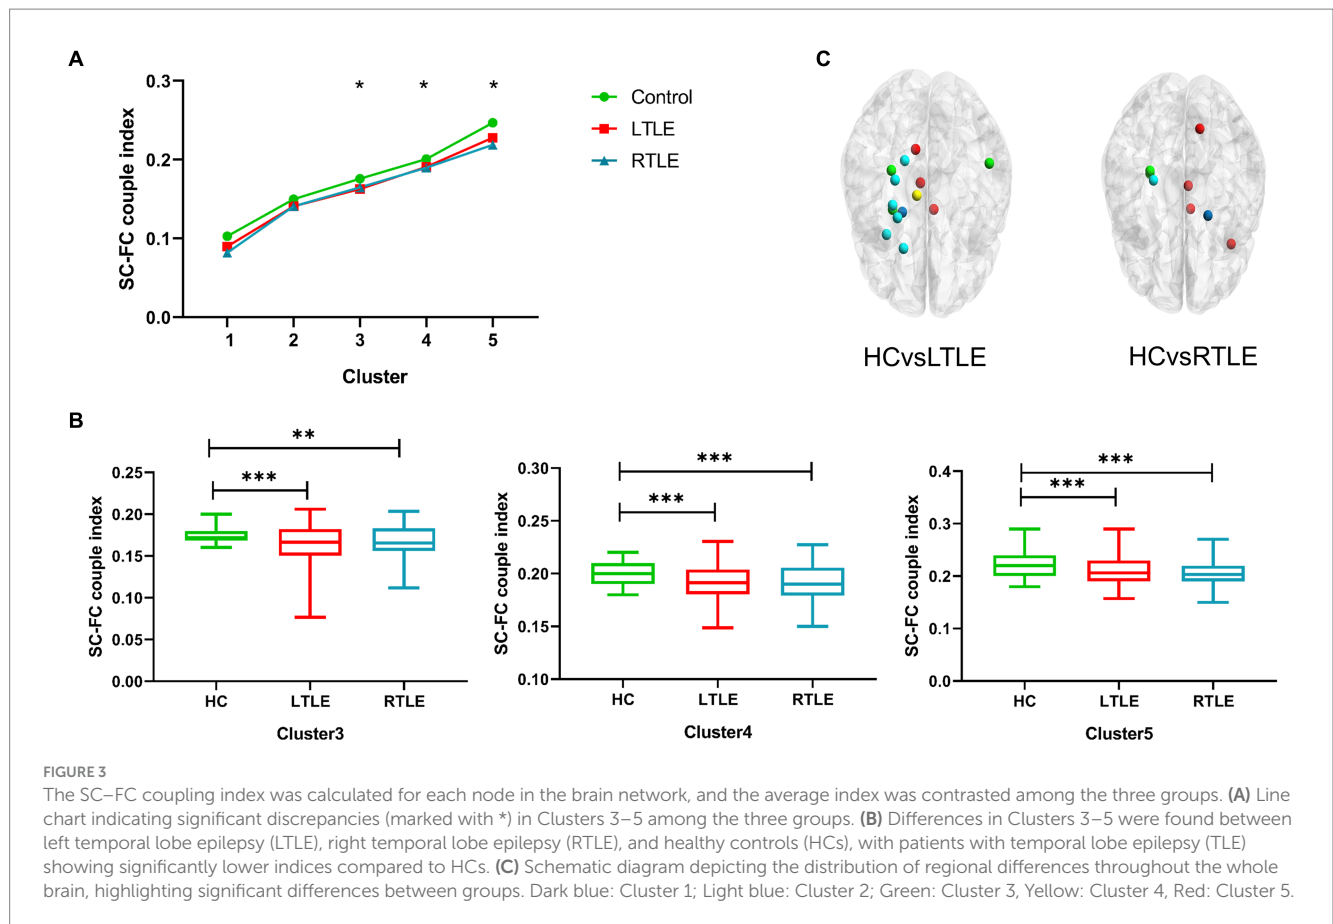 A
0.3
0.2
0.1
0.0
SC-FC couple index
* * *
1 2 3 4 5
Cluster
Control
LTLE
RTLE
C
HCvsLTLE
HCvsRTLE
B
SC-FC couple index
0.25
0.20
0.15
0.10
0.05
0.00
**
***
HC LTLE RTLE
Cluster3
SC-FC couple index
0.30
0.25
0.20
0.15
0.10
***
***
HC LTLE RTLE
Cluster4
SC-FC couple index
0.4
0.3
0.2
0.1
0.0
***
***
HC LTLE RTLE
Cluster5
FIGURE 3
The SC–FC coupling index was calculated for each node in the brain network, and the average index was contrasted among the three groups. (A) Line
chart indicating significant discrepancies (marked with *) in Clusters 3–5 among the three groups. (B) Differences in Clusters 3–5 were found between
left temporal lobe epilepsy (LTLE), right temporal lobe epilepsy (RTLE), and healthy controls (HCs), with patients with temporal lobe epilepsy (TLE)
showing significantly lower indices compared to HCs. (C) Schematic diagram depicting the distribution of regional differences throughout the whole
brain, highlighting significant differences between groups. Dark blue: Cluster 1; Light blue: Cluster 2; Green: Cluster 3, Yellow: Cluster 4, Red: Cluster 5.